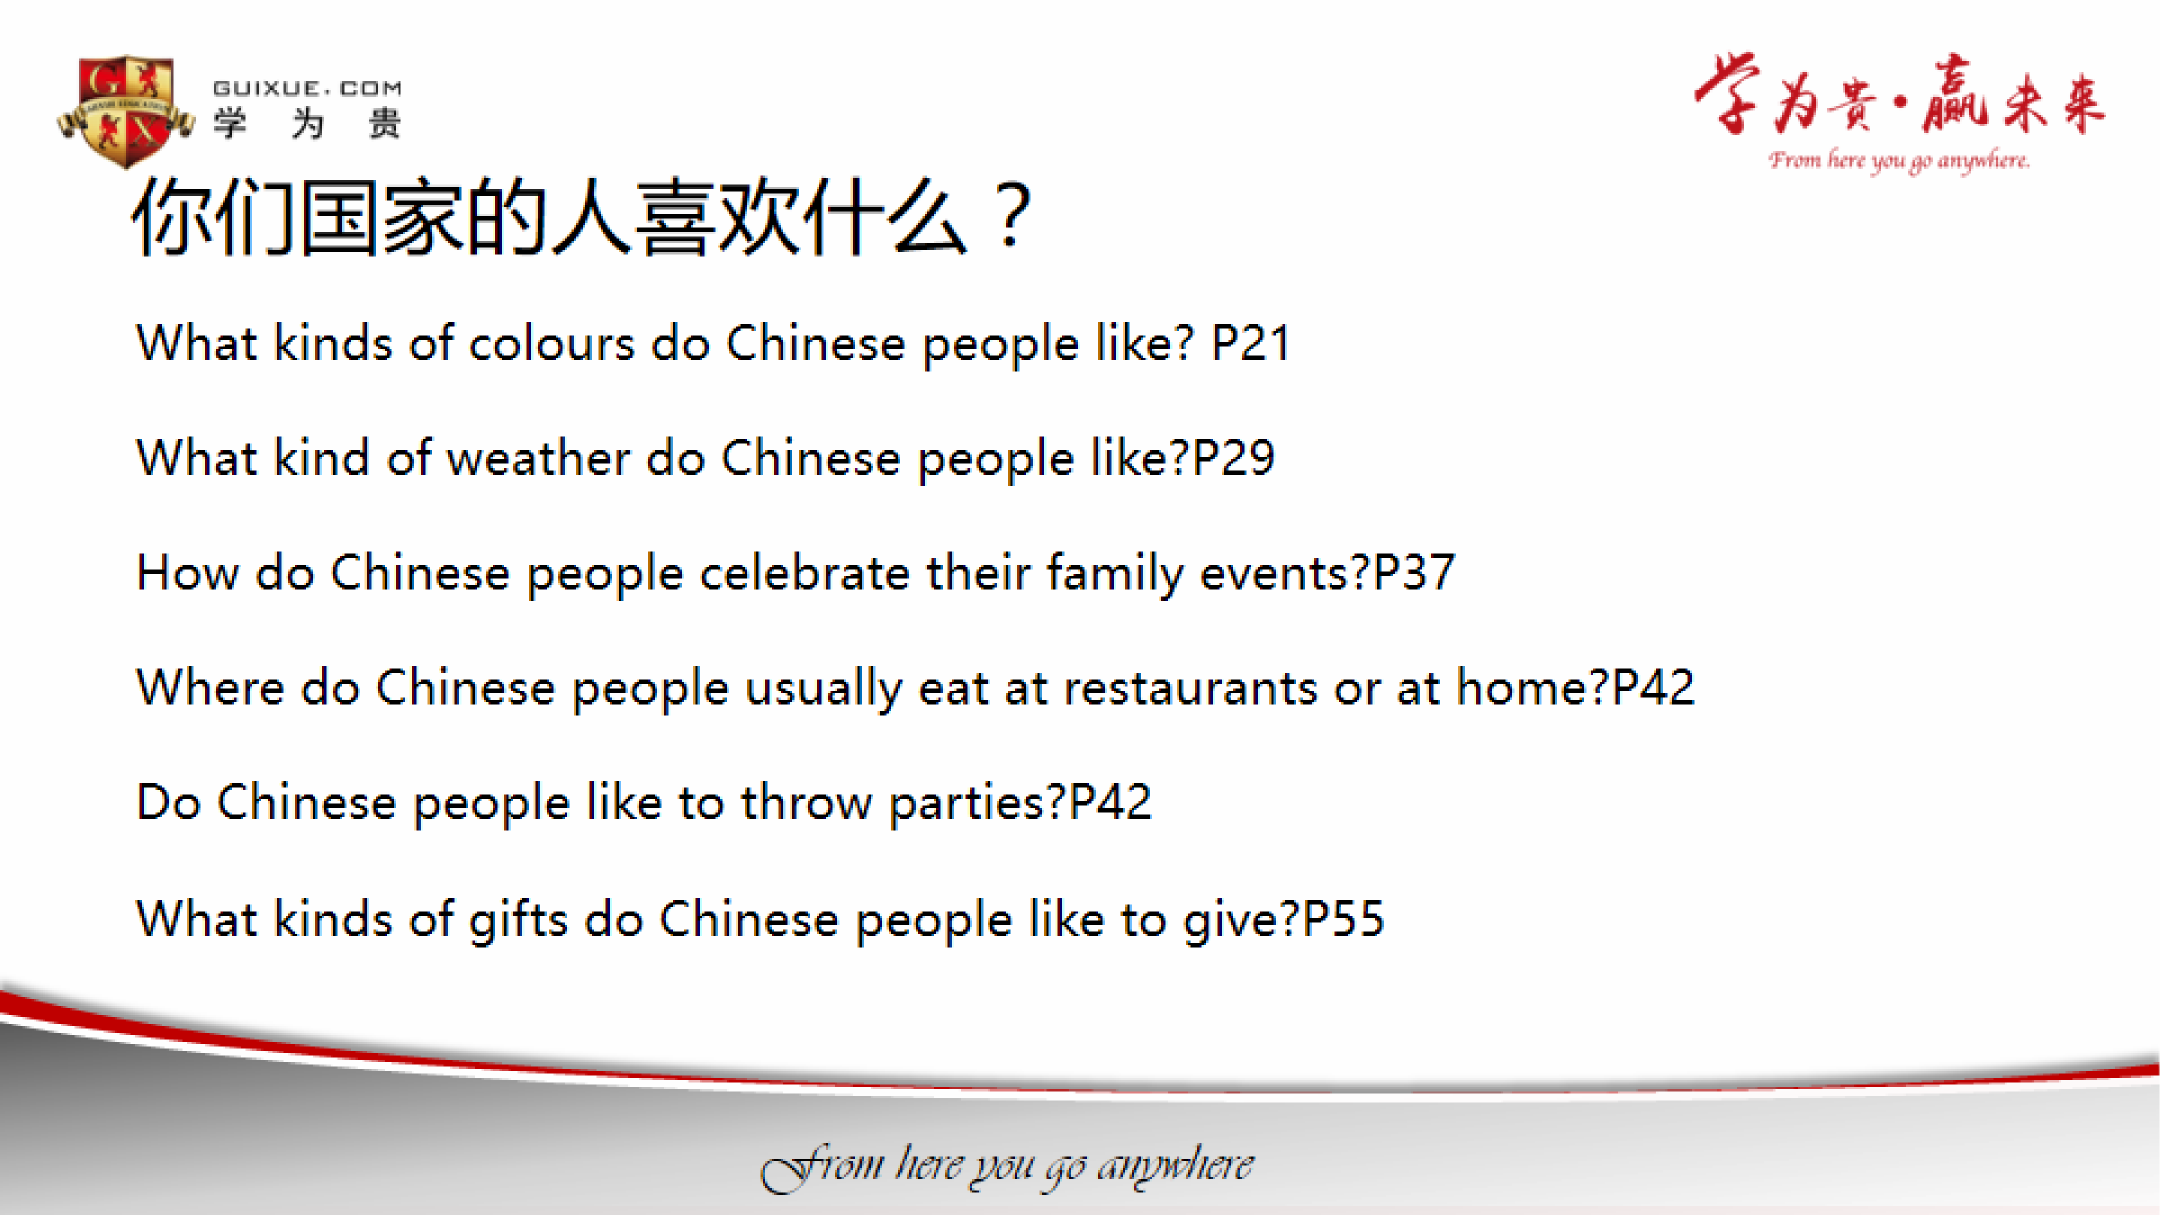 GUIXUE.COM
学为贵
学为贵·赢未来
From here you go anywhere.
你们国家的人喜欢什么？
What kinds of colours do Chinese people like? P21
What kind of weather do Chinese people like?P29
How do Chinese people celebrate their family events?P37
Where do Chinese people usually eat at restaurants or at home?P42
Do Chinese people like to throw parties?P42
What kinds of gifts do Chinese people like to give?P55
From here you go anywhere